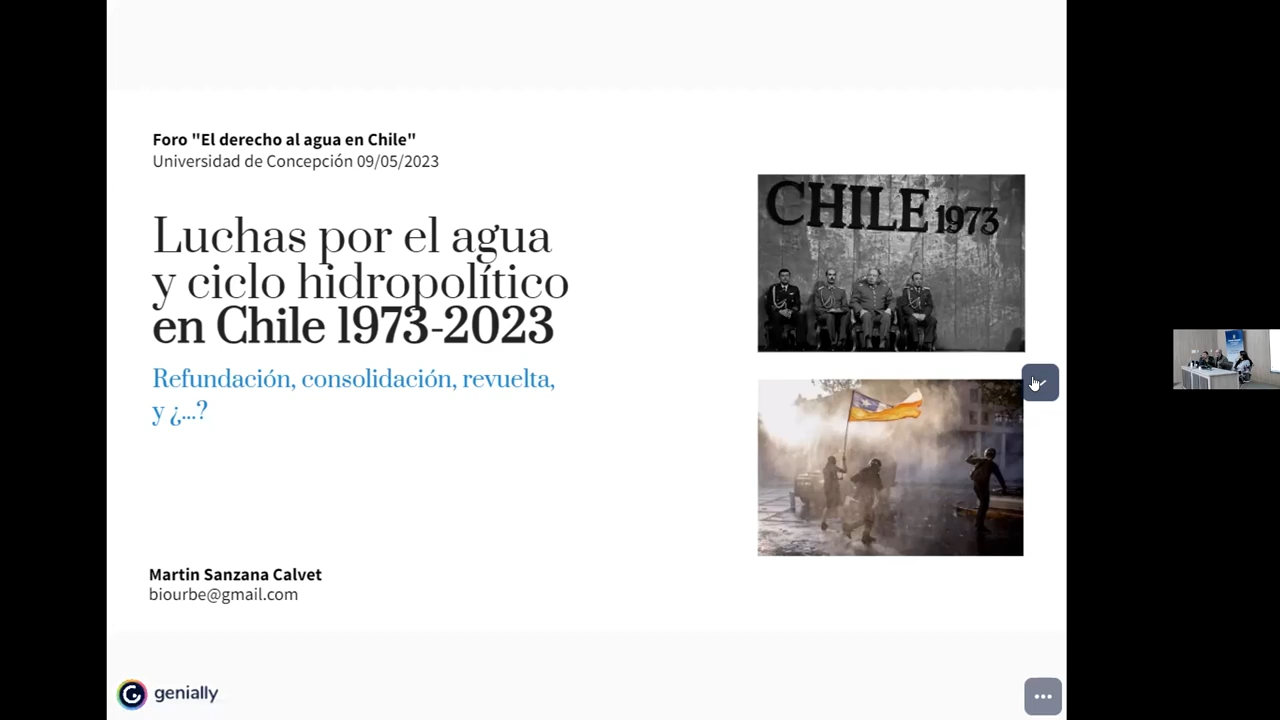 Foro "El derecho al agua en Chile"
Universidad de Concepción 09/05/2023
Luchas por el agua
y ciclo hidropolítico
en Chile 1973-2023
Refundación, consolidación, revuelta,
y ¿...?
CHILE 1973
Martin Sanzana Calvet
biourbe@gmail.com
genially